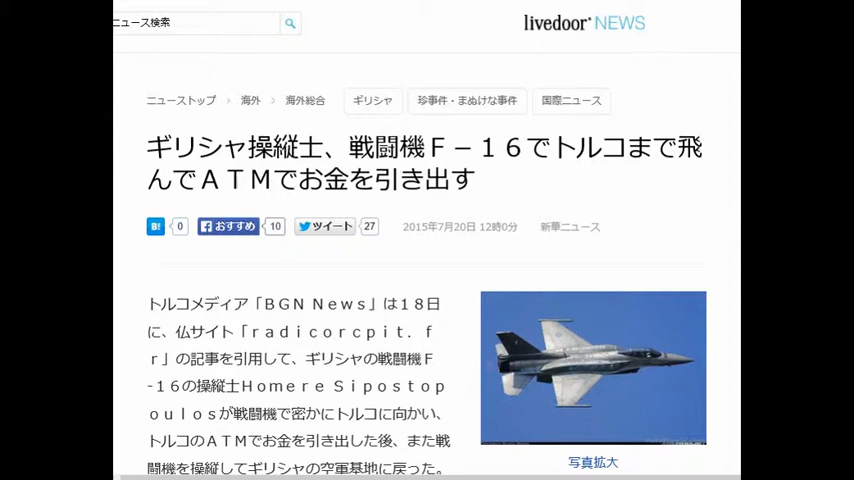 ニュース検索
livedoor NEWS
ニューストップ › 海外 › 海外総合 ギリシャ 珍事件・まぬけな事件 国際ニュース
ギリシャ操縦士、戦闘機Ｆ－１６でトルコまで飛
んでＡＴＭでお金を引き出す
B! 0 おすすめ 10 ツイート 27 2015年7月20日 12時0分 新華ニュース
トルコメディア「ＢＧＮ Ｎｅｗｓ」は１８日
に、仏サイト「ｒａｄｉｃｏｒｃｐｉｔ．ｆ
ｒ」の記事を引用して、ギリシャの戦闘機Ｆ
-１６の操縦士Ｈｏｍｅｒｅ Ｓｉｐｏｓｔｏｐ
ｏｕｌｏｓが戦闘機で密かにトルコに向かい、
トルコのＡＴＭでお金を引き出した後、また戦
闘機を操縦してギリシャの空軍基地に戻った。
写真拡大